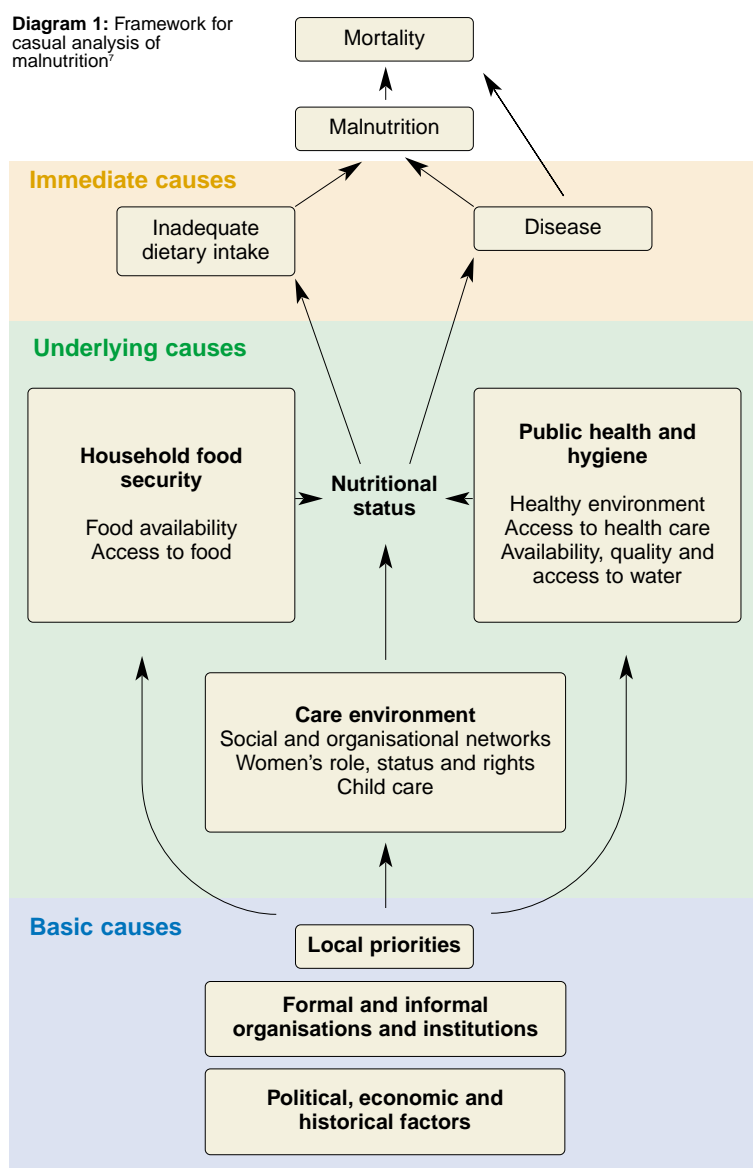 Diagram 1: Framework for
casual analysis of
malnutrition⁷
Mortality
Malnutrition
Immediate causes
Inadequate
dietary intake
Disease
Underlying causes
Household food
security
Food availability
Access to food
Nutritional
status
Public health and
hygiene
Healthy environment
Access to health care
Availability, quality and
access to water
Care environment
Social and organisational networks
Women’s role, status and rights
Child care
Basic causes
Local priorities
Formal and informal
organisations and institutions
Political, economic and
historical factors